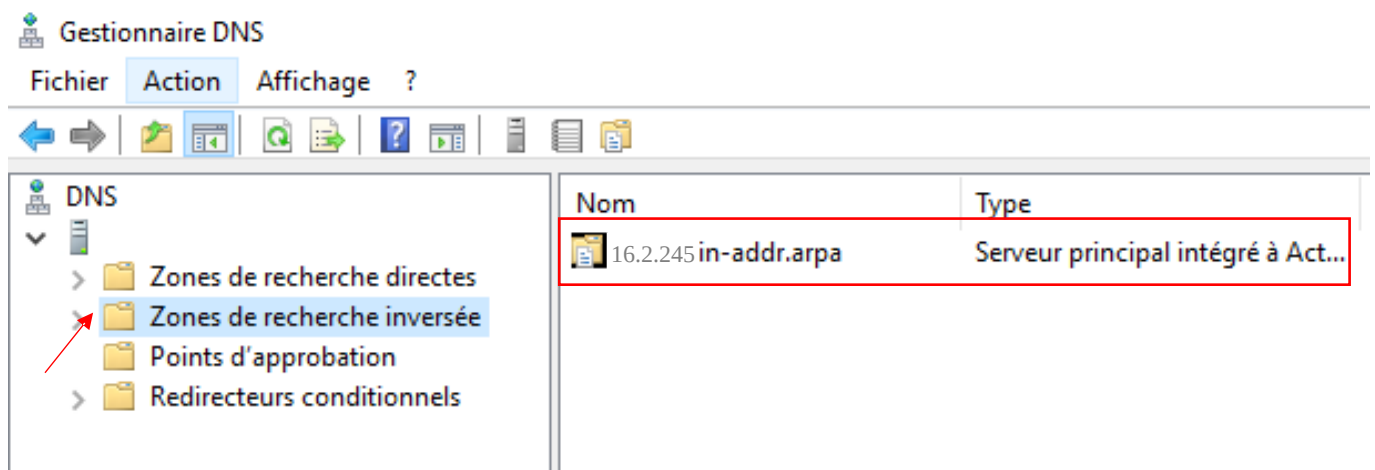 Gestionnaire DNS
Fichier Action Affichage ?
DNS
Zones de recherche directes
Zones de recherche inversée
Points d'approbation
Redirecteurs conditionnels
Nom Type
16.2.245 in-addr.arpa Serveur principal intégré à Act...